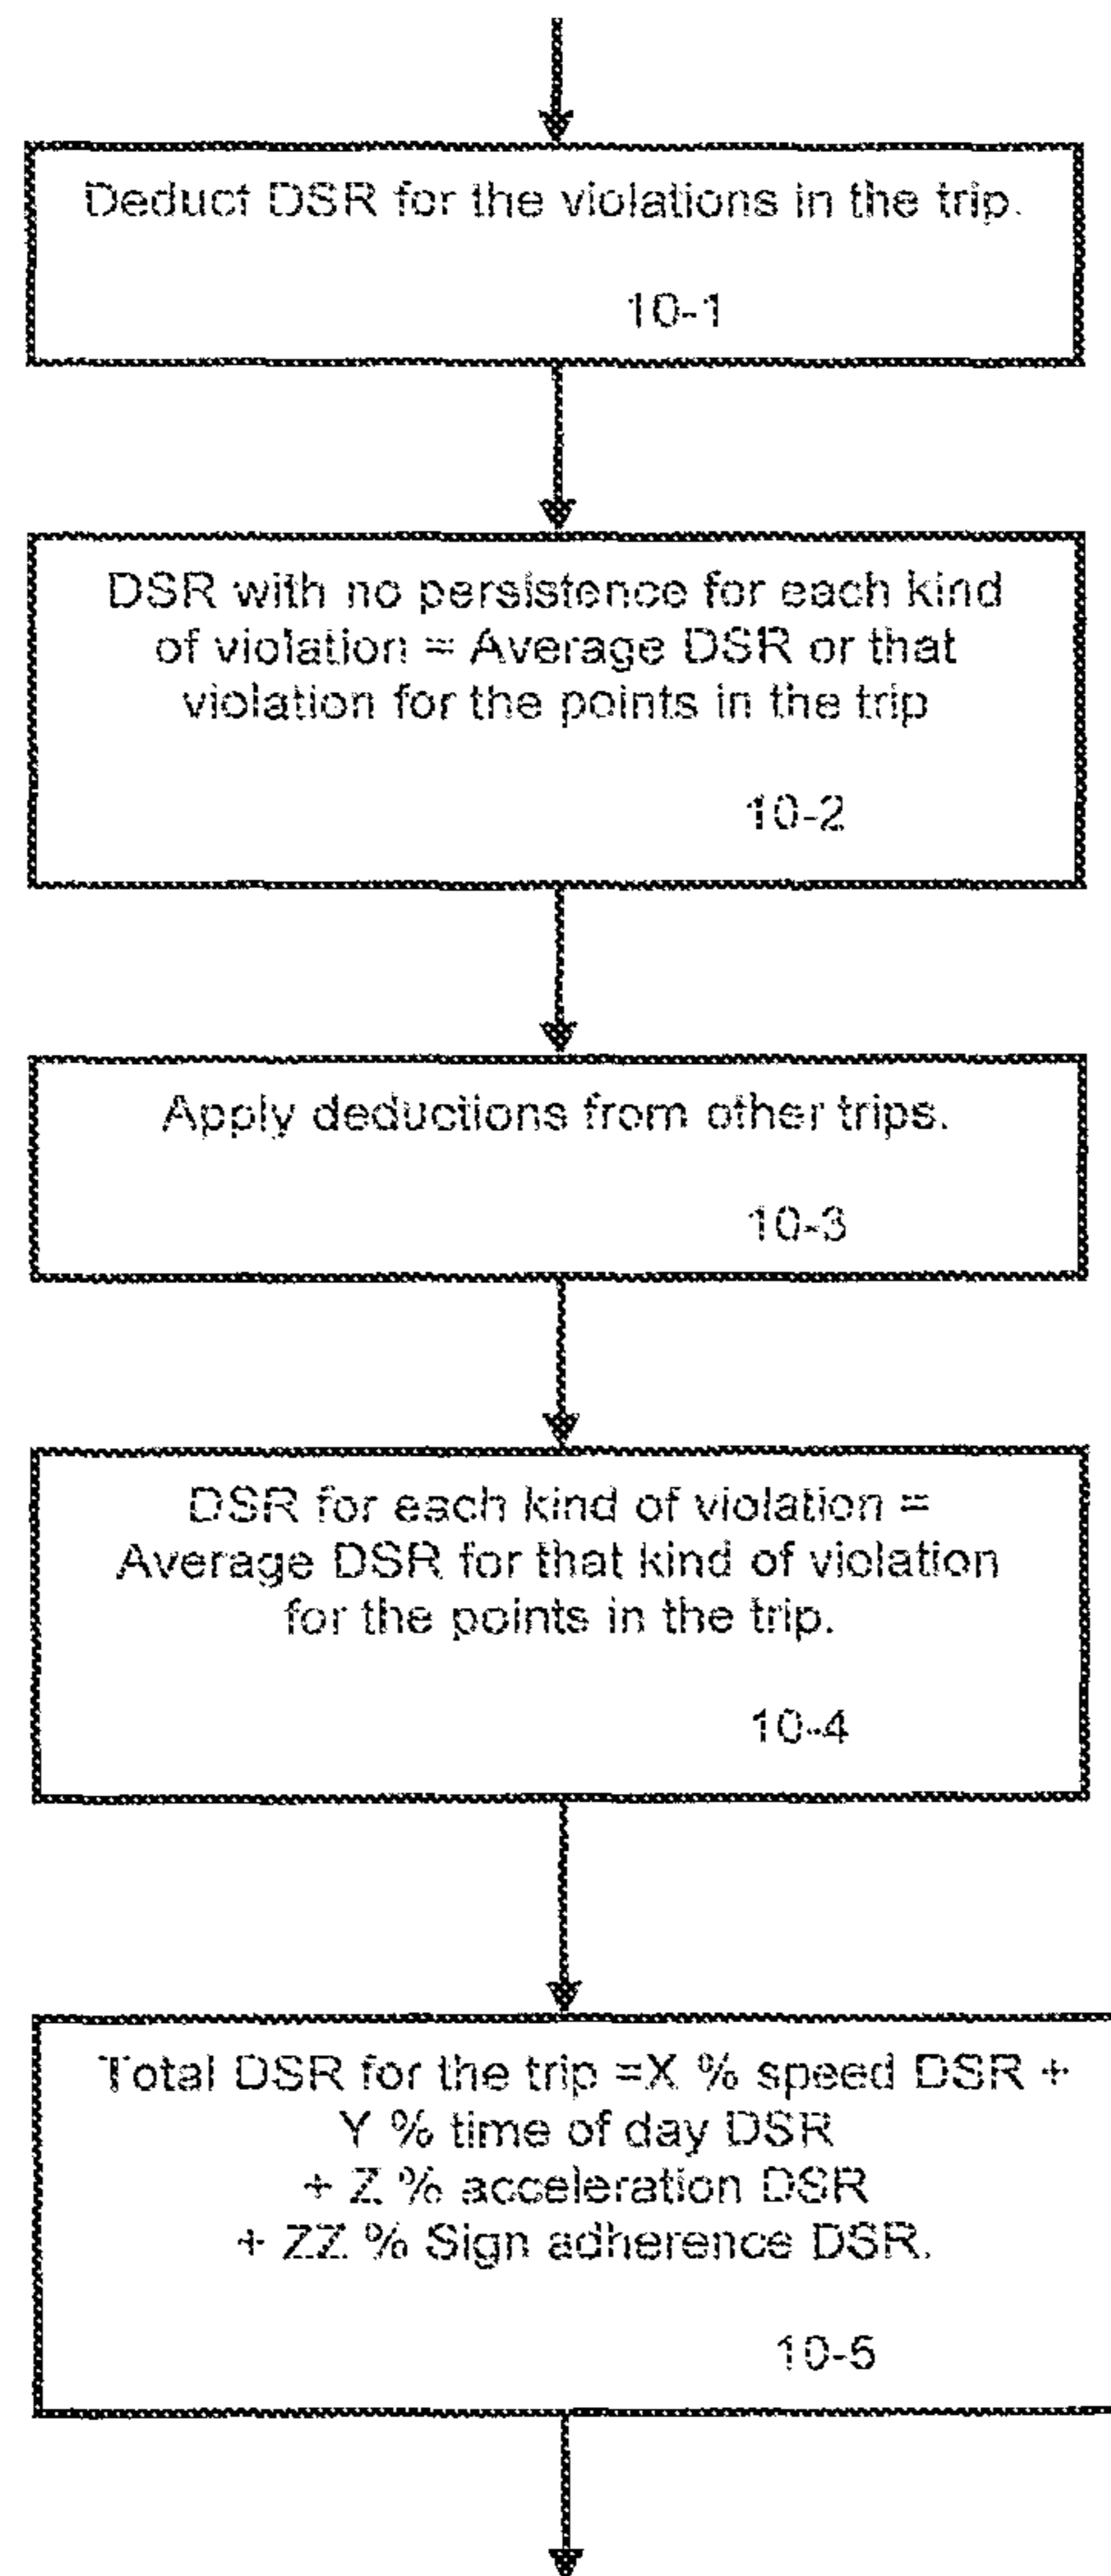 Deduct DSR for the violations in the trip.
10-1
DSR with no persistence for each kind
of violation = Average DSR or that
violation for the points in the trip
10-2
Apply deductions from other trips.
10-3
DSR for each kind of violation =
Average DSR for that kind of violation
for the points in the trip.
10-4
Total DSR for the trip =X % speed DSR +
Y % time of day DSR
+ Z % acceleration DSR
+ ZZ % Sign adherence DSR.
10-5